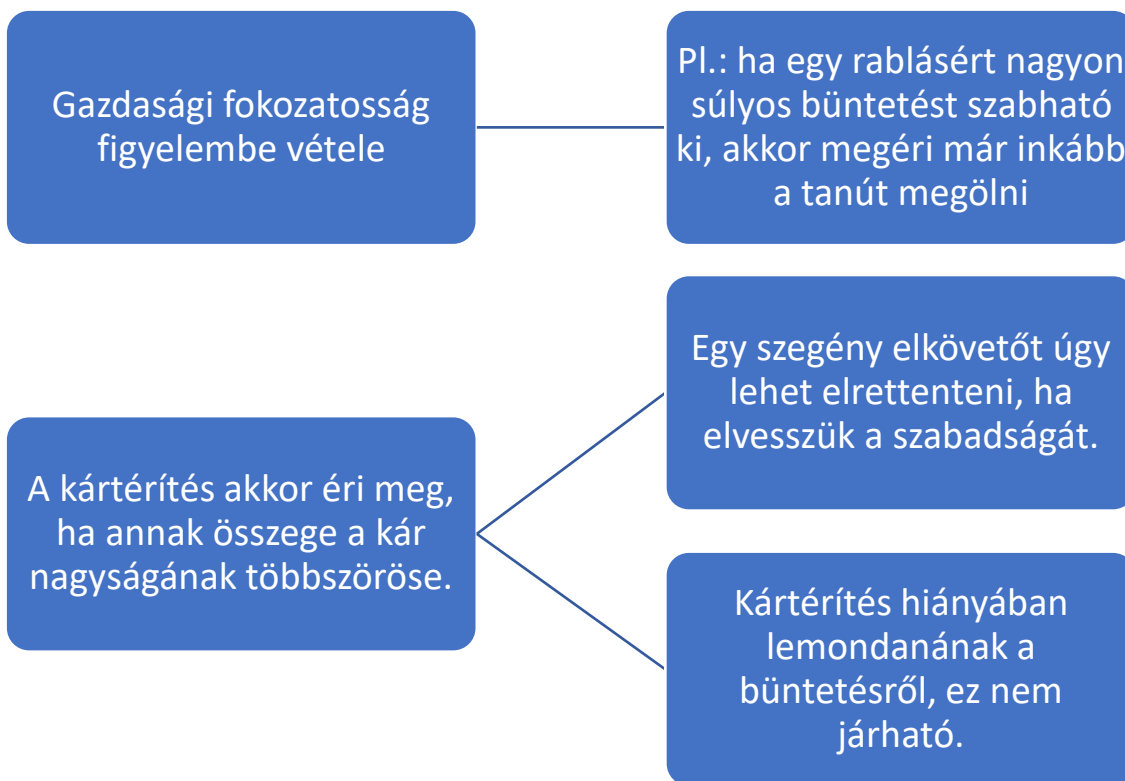 Gazdasági fokozatosság
figyelembe vétele
Pl.: ha egy rablásért nagyon
súlyos büntetést szabható
ki, akkor megéri már inkább
a tanút megölni
A kártérítés akkor éri meg,
ha annak összege a kár
nagyságának többszöröse.
Egy szegény elkövetőt úgy
lehet elrettenteni, ha
elvesszük a szabadságát.
Kártérítés hiányában
lemondanának a
büntetésről, ez nem
járható.